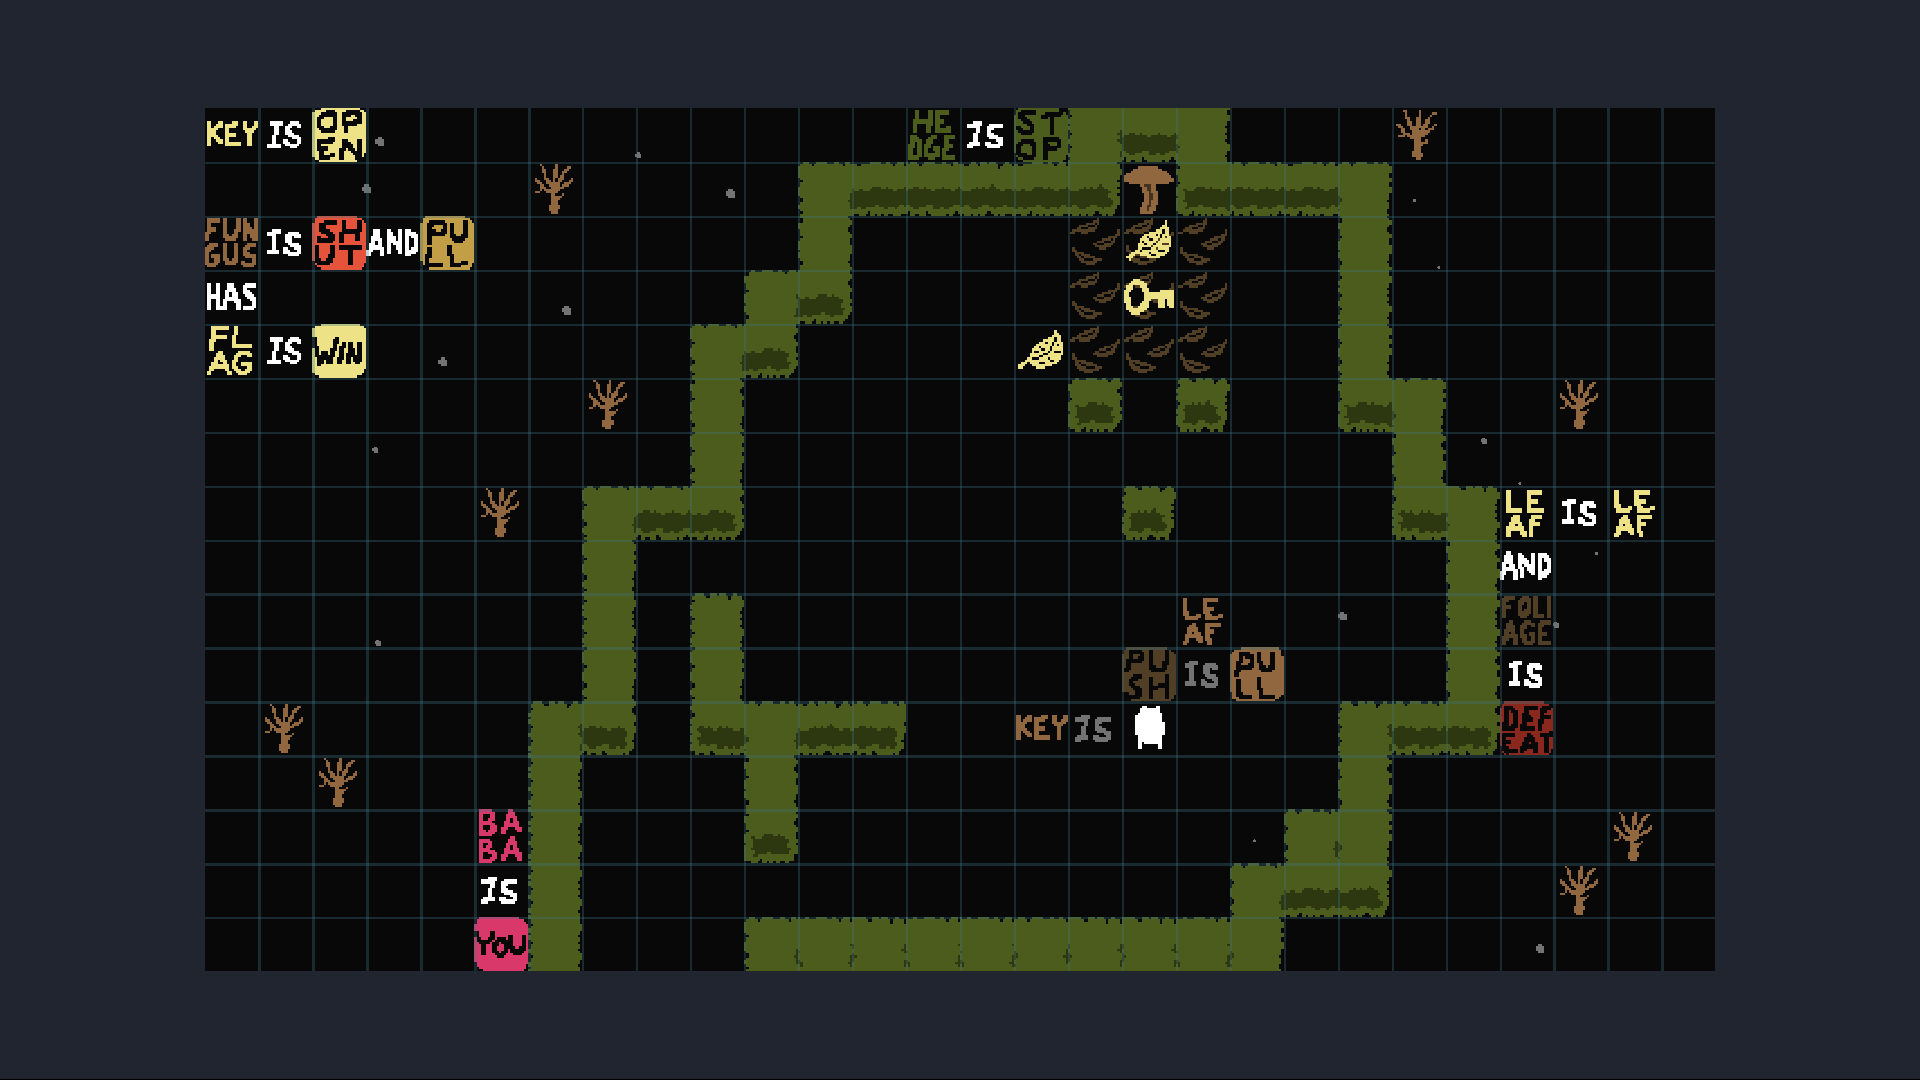 KEY IS OPEN
HEDGE IS STOP
FUNGUS IS SHUT AND PULL
HAS
FLAG IS WIN
LEAF IS LEAF
AND
LEAF
FOLIAGE
PUSH IS PULL
IS
KEY IS
DEFEAT
BABA
IS
YOU